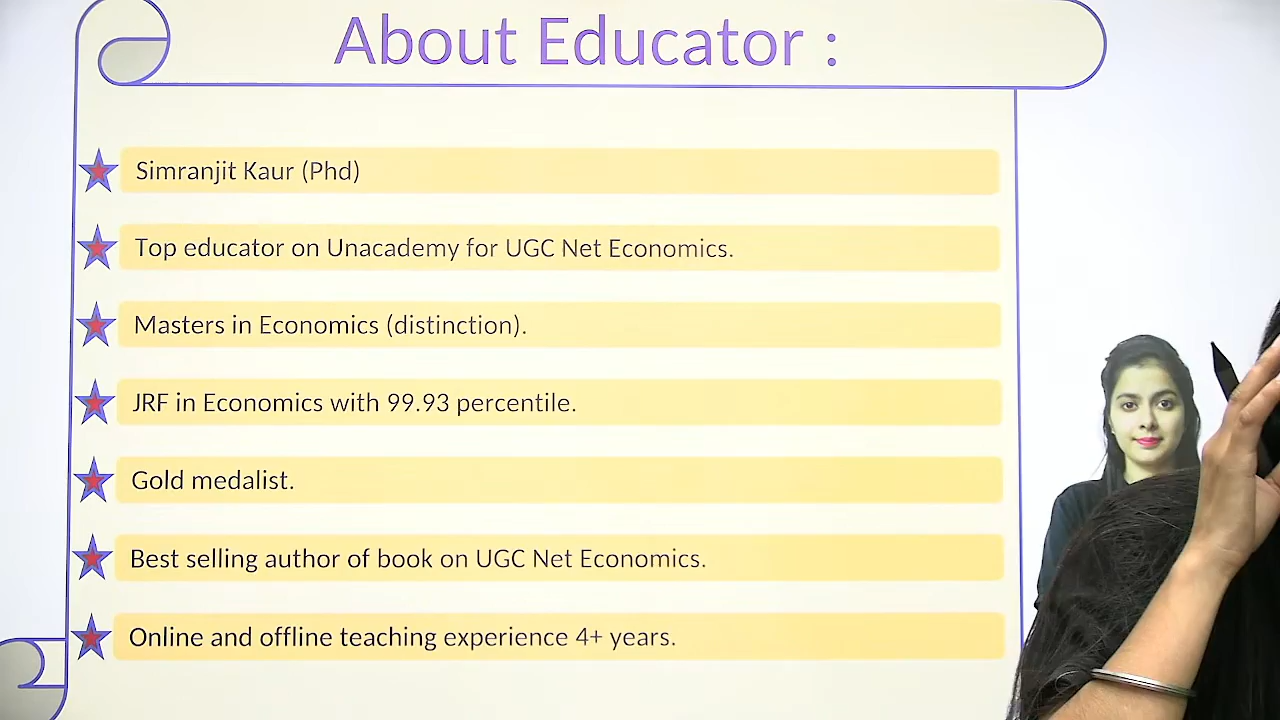 About Educator :
Simranjit Kaur (Phd)
Top educator on Unacademy for UGC Net Economics.
Masters in Economics (distinction).
JRF in Economics with 99.93 percentile.
Gold medalist.
Best selling author of book on UGC Net Economics.
Online and offline teaching experience 4+ years.